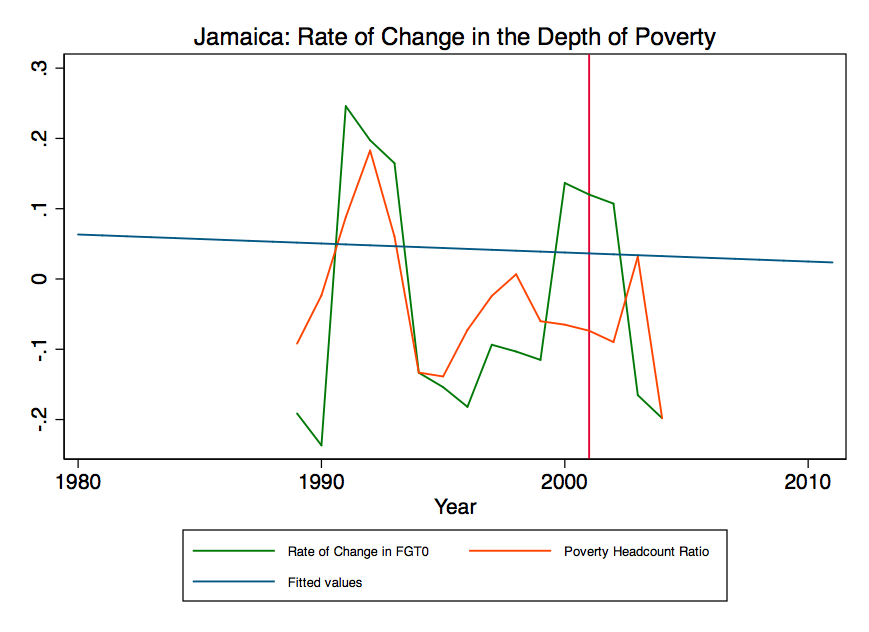 Jamaica: Rate of Change in the Depth of Poverty
.3
.2
.1
0
-.1
-.2
1980 1990 2000 2010
Year
Rate of Change in FGT0 Poverty Headcount Ratio
Fitted values